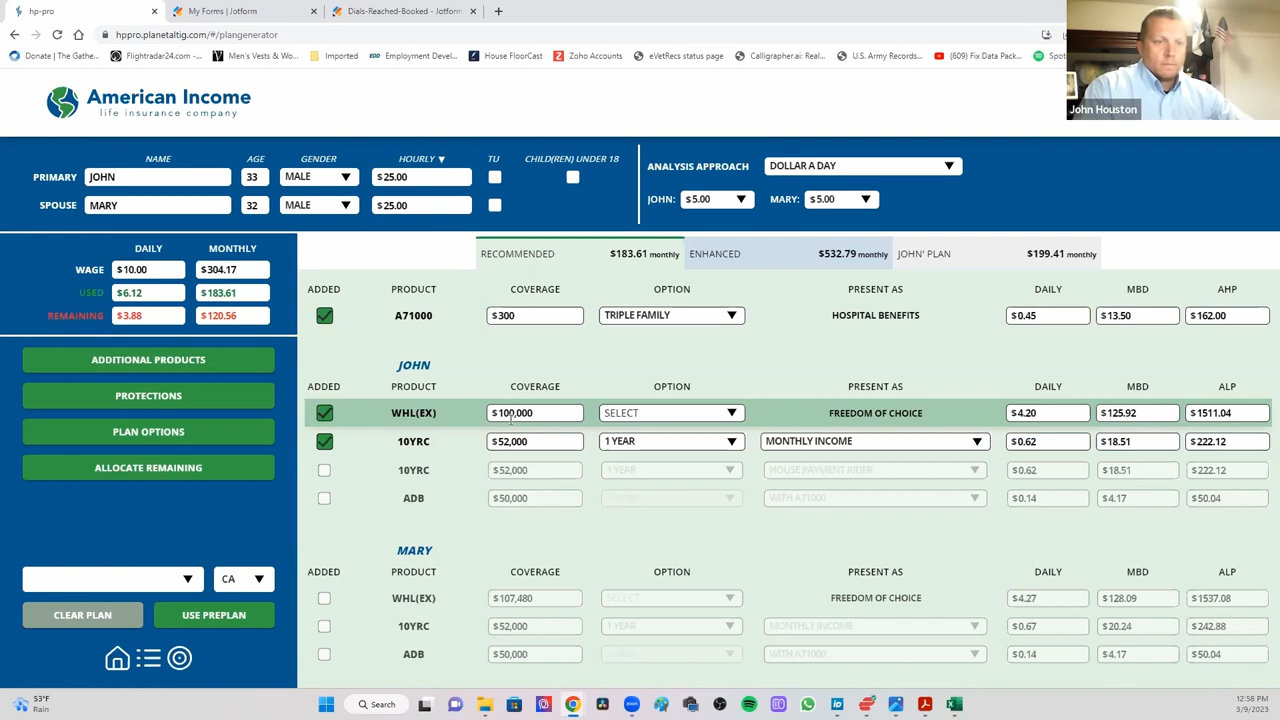 hp-pro × My Forms | Jotform × Dials-Reached-Booked - Jotform × +
hppro.planetaltig.com/#/plangenerator
Donate | The Gathe... Flightradar24.com -... Men's Vests & Wo... Imported EDD Employment Devel... House FloorCast Z Zoho Accounts eVetRecs status page Calligrapher.ai: Real... U.S. Army Records... (609) Fix Data Pack... Spot
John Houston
American Income
life insurance company
NAME AGE GENDER HOURLY ▼ TU CHILD(REN) UNDER 18
PRIMARY JOHN 33 MALE $25.00
SPOUSE MARY 32 MALE $25.00
ANALYSIS APPROACH DOLLAR A DAY
JOHN: $5.00 MARY: $5.00
DAILY MONTHLY
WAGE $10.00 $304.17
USED $6.12 $183.61
REMAINING $3.88 $120.56
ADDITIONAL PRODUCTS
PROTECTIONS
PLAN OPTIONS
ALLOCATE REMAINING
CA
CLEAR PLAN USE PREPLAN
RECOMMENDED $183.61 monthly ENHANCED $532.79 monthly JOHN' PLAN $199.41 monthly
ADDED PRODUCT COVERAGE OPTION PRESENT AS DAILY MBD AHP
A71000 $300 TRIPLE FAMILY HOSPITAL BENEFITS $0.45 $13.50 $162.00
JOHN
ADDED PRODUCT COVERAGE OPTION PRESENT AS DAILY MBD ALP
WHL(EX) $100,000 SELECT FREEDOM OF CHOICE $4.20 $125.92 $1511.04
10YRC $52,000 1 YEAR MONTHLY INCOME $0.62 $18.51 $222.12
10YRC $52,000 1 YEAR HOUSE PAYMENT RIDER $0.62 $18.51 $222.12
ADB $50,000 WITH A71000 $0.14 $4.17 $50.04
MARY
ADDED PRODUCT COVERAGE OPTION PRESENT AS DAILY MBD ALP
WHL(EX) $107,480 SELECT FREEDOM OF CHOICE $4.27 $128.09 $1537.08
10YRC $52,000 1 YEAR MONTHLY INCOME $0.67 $20.24 $242.88
ADB $50,000 WITH A71000 $0.14 $4.17 $50.04
53°F
Rain
Search
12:58 PM
3/9/2023